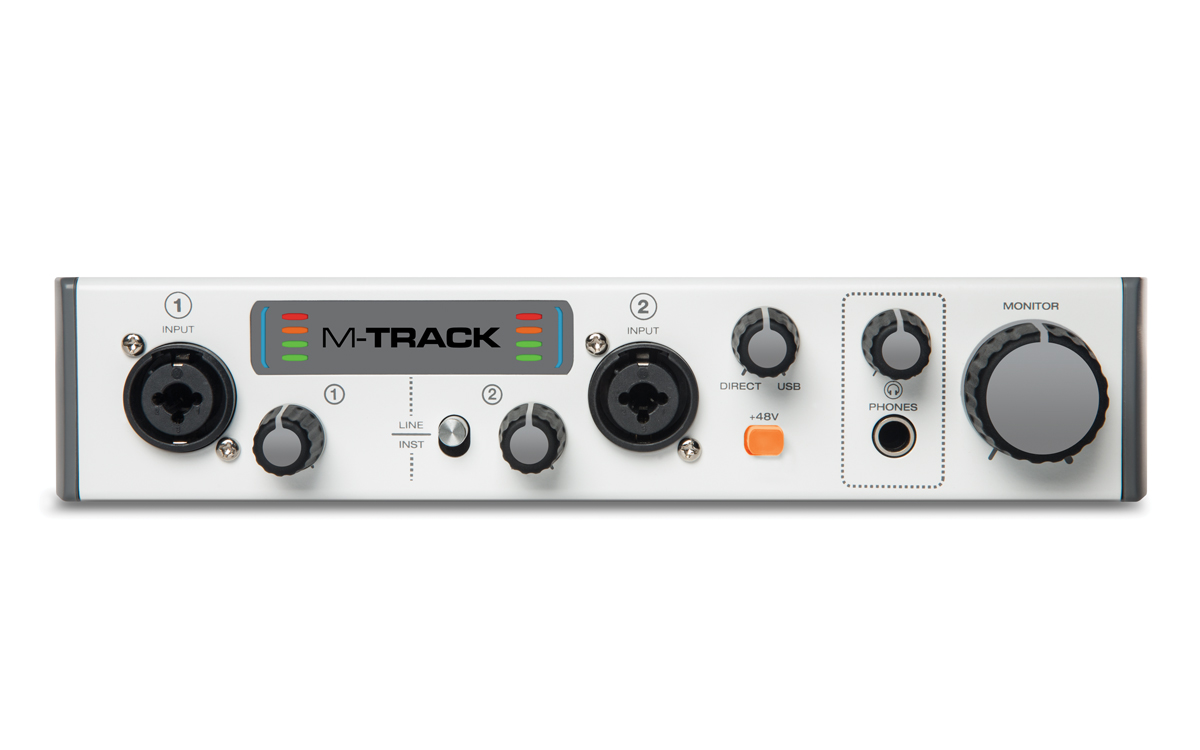 1
INPUT
M-TRACK
1
LINE
INST
2
2
INPUT
DIRECT USB
+48V
PHONES
MONITOR